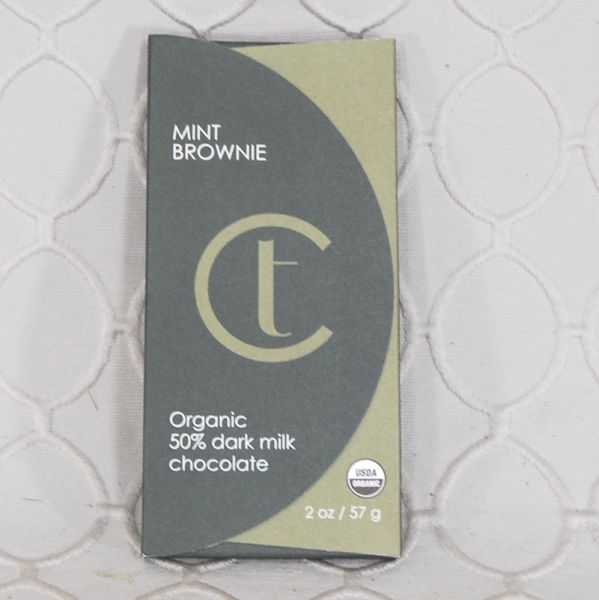 MINT
BROWNIE
Ct
Organic
50% dark milk
chocolate
USDA
ORGANIC
2 oz / 57 g